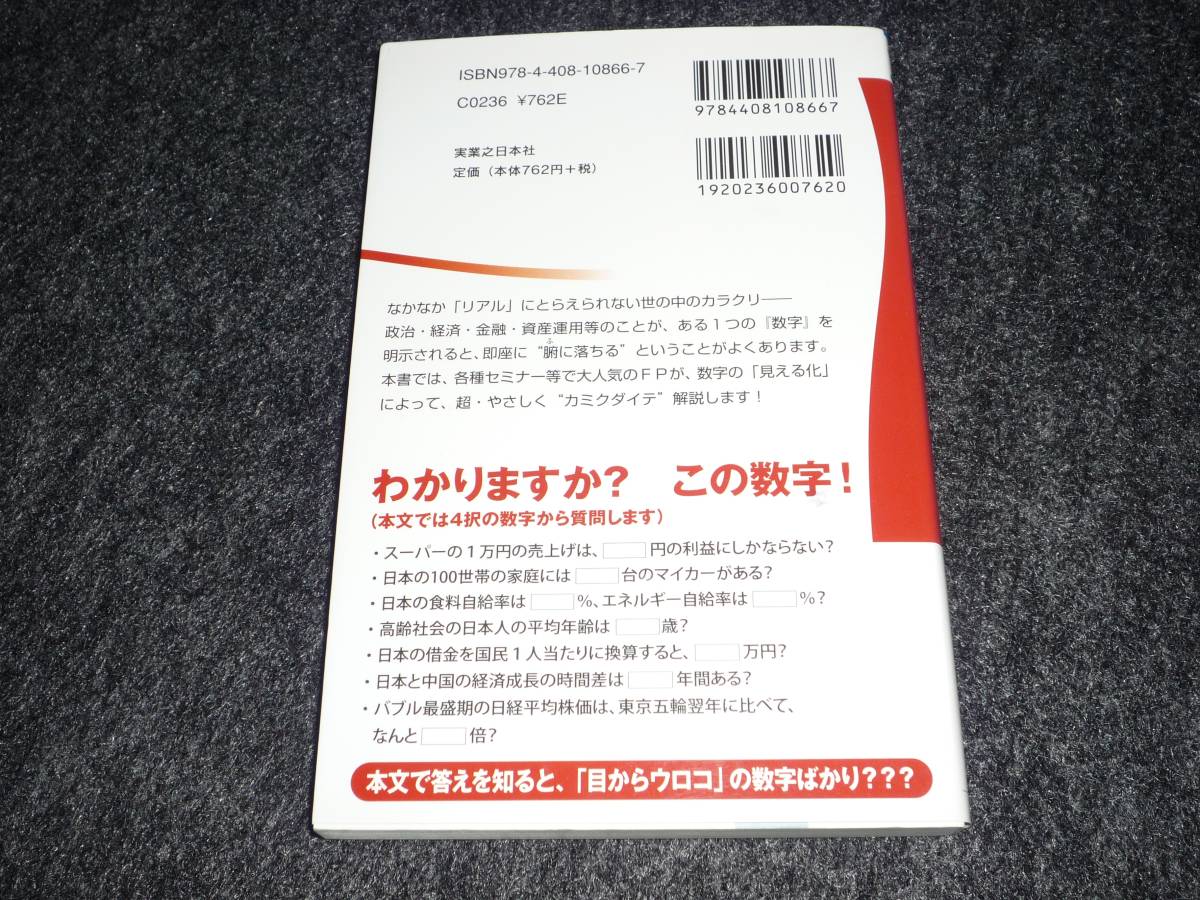 ISBN978-4-408-10866-7
C0236 ¥762E
9784408108667
実業之日本社
定価（本体762円＋税）
1920236007620
なかなか「リアル」にとらえられない世の中のカラクリ――
政治・経済・金融・資産運用等のことが、ある１つの『数字』を
ふ
明示されると、即座に“腑に落ちる”ということがよくあります。
本書では、各種セミナー等で大人気のＦＰが、数字の「見える化」
によって、超・やさしく“カミクダイテ”解説します！
わかりますか？　この数字！
（本文では４択の数字から質問します）
・スーパーの１万円の売上げは、　　円の利益にしかならない？
・日本の100世帯の家庭には　　台のマイカーがある？
・日本の食料自給率は　　％、エネルギー自給率は　　％？
・高齢社会の日本人の平均年齢は　　歳？
・日本の借金を国民１人当たりに換算すると、　　万円？
・日本と中国の経済成長の時間差は　　年間ある？
・バブル最盛期の日経平均株価は、東京五輪翌年に比べて、
なんと　　倍？
本文で答えを知ると、「目からウロコ」の数字ばかり？？？